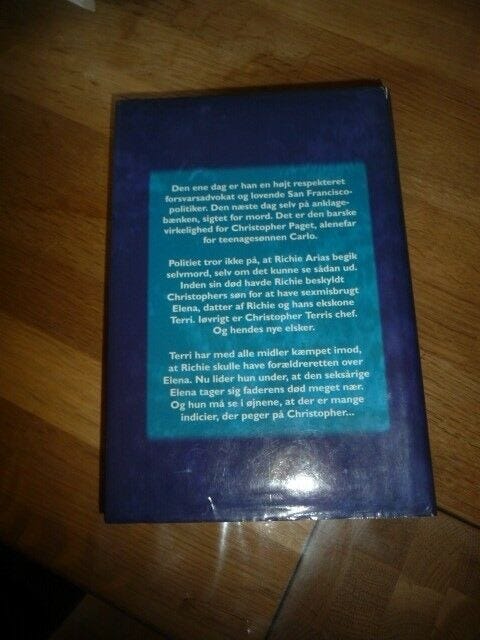 Den ene dag er han en højt respekteret
forsvarsadvokat og lovende San Francisco-
politiker. Den næste dag selv på anklage-
bænken, sigtet for mord. Det er den barske
virkelighed for Christopher Paget, alenefar
for teenagesønnen Carlo.
Politiet tror ikke på, at Richie Arias begik
selvmord, selv om det kunne se sådan ud.
Inden sin død havde Richie beskyldt
Christophers søn for at have sexmisbrugt
Elena, datter af Richie og hans ekskone
Terri. Iøvrigt er Christopher Terris chef.
Og hendes nye elsker.
Terri har med alle midler kæmpet imod,
at Richie skulle have forældreretten over
Elena. Nu lider hun under, at den seksårige
Elena tager sig faderens død meget nær.
Og hun må se i øjnene, at der er mange
indicier, der peger på Christopher...